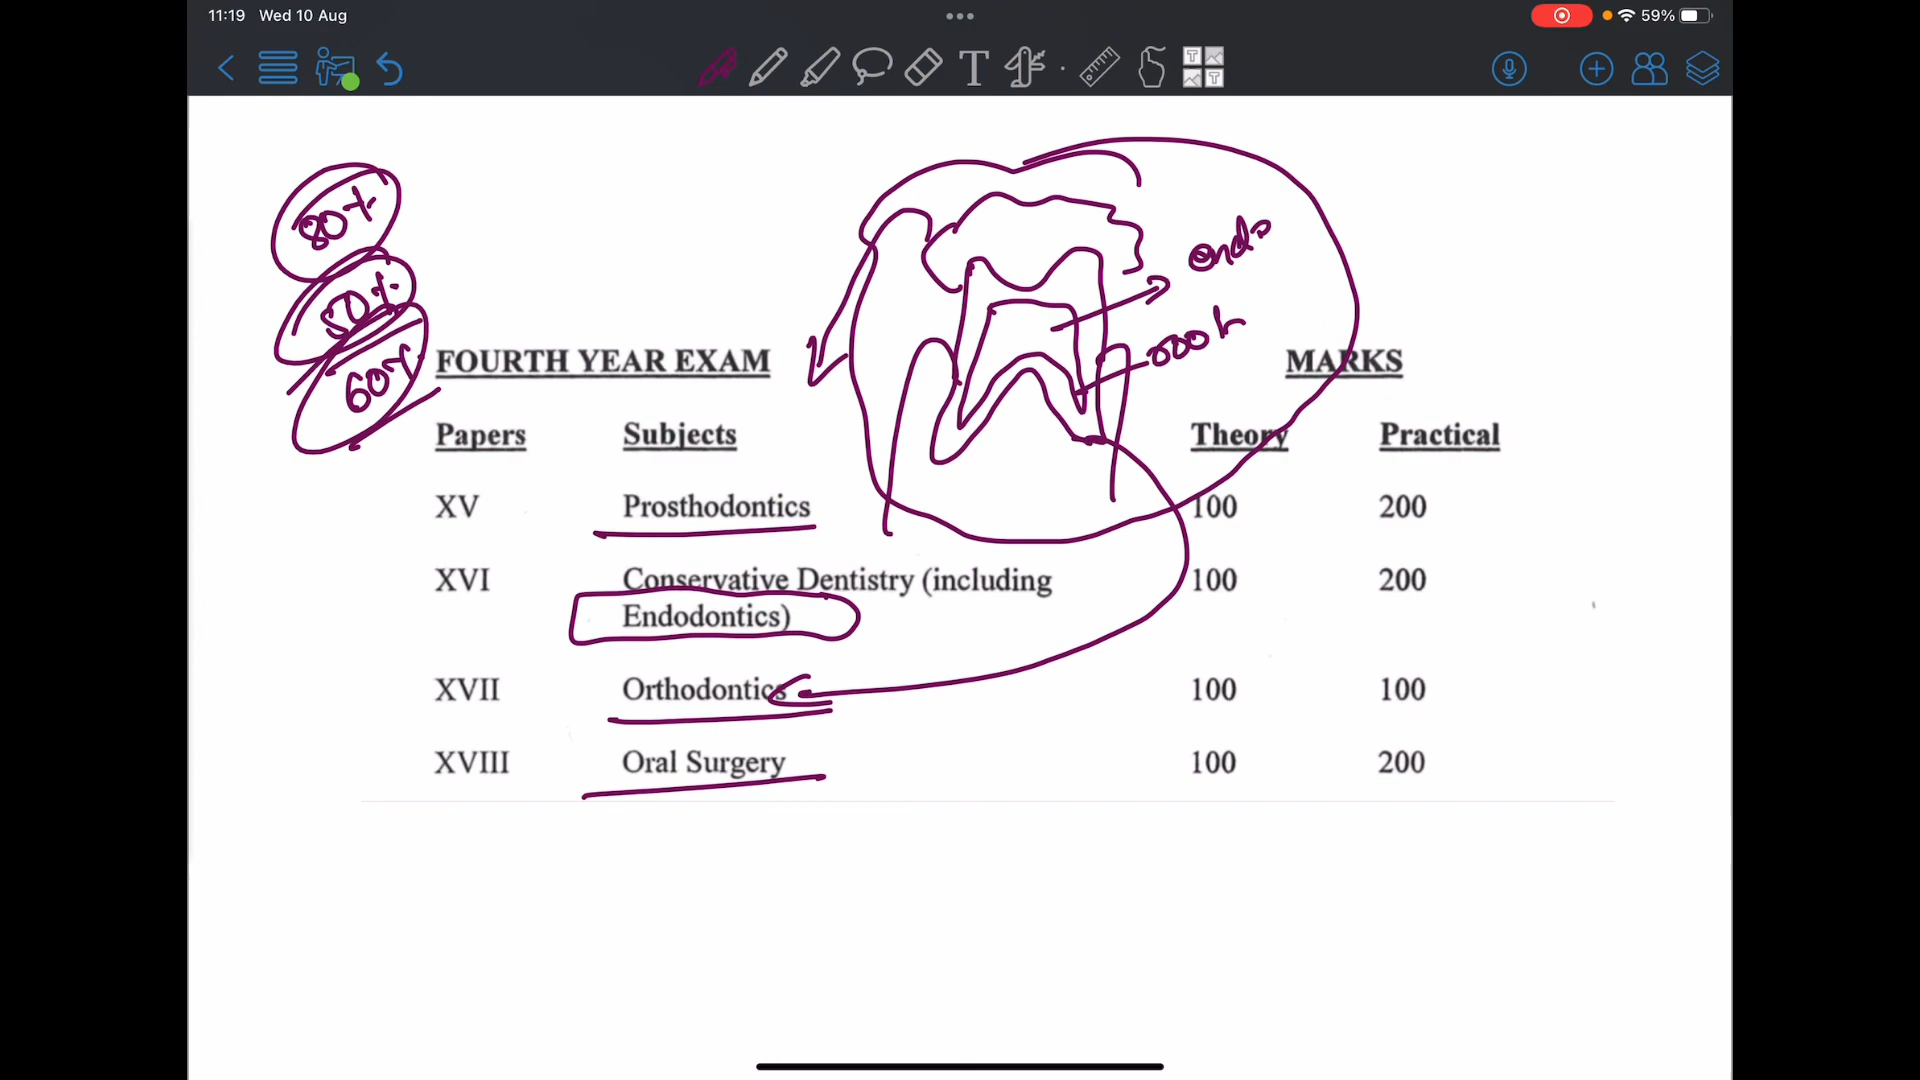 11:19 Wed 10 Aug
59%
80%
50%
60%
endo
FOURTH YEAR EXAM MARKS
Papers Subjects Theory Practical
XV Prosthodontics 100 200
XVI Conservative Dentistry (including 100 200
Endodontics)
XVII Orthodontics 100 100
XVIII Oral Surgery 100 200